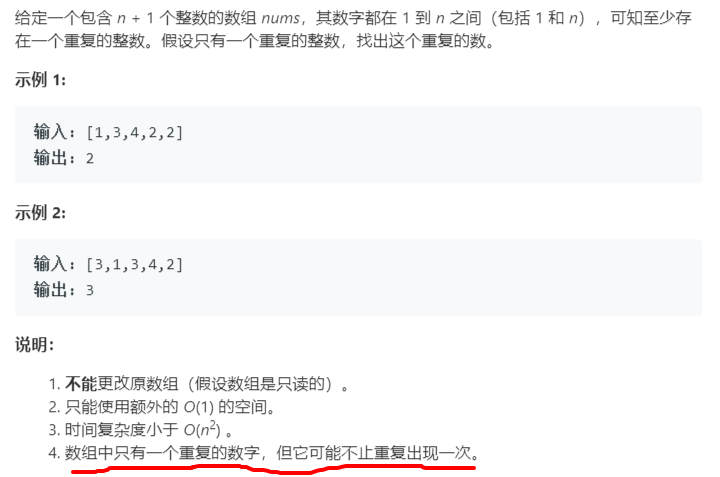 给定一个包含 n + 1 个整数的数组 nums，其数字都在 1 到 n 之间（包括 1 和 n），可知至少存
在一个重复的整数。假设只有一个重复的整数，找出这个重复的数。
示例 1:
输入: [1,3,4,2,2]
输出: 2
示例 2:
输入: [3,1,3,4,2]
输出: 3
说明：
1. 不能更改原数组（假设数组是只读的）。
2. 只能使用额外的 O(1) 的空间。
3. 时间复杂度小于 O(n²) 。
4. 数组中只有一个重复的数字，但它可能不止重复出现一次。